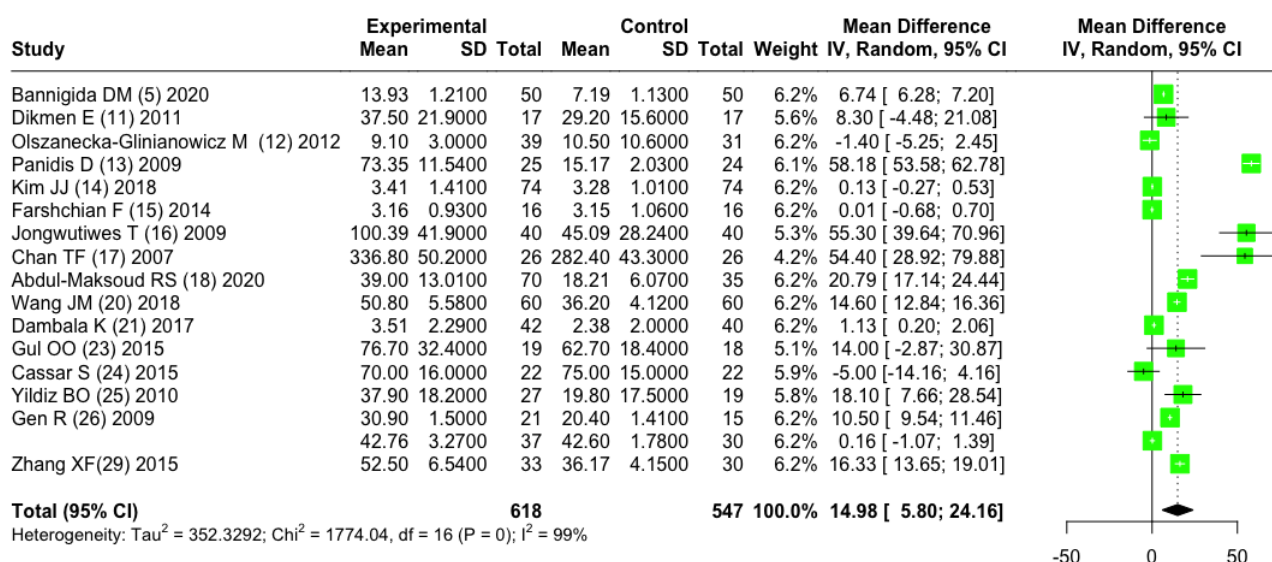 Experimental Control Mean Difference Mean Difference
Study Mean SD Total Mean SD Total Weight IV, Random, 95% CI IV, Random, 95% CI
Bannigida DM (5) 2020 13.93 1.2100 50 7.19 1.1300 50 6.2% 6.74 [ 6.28; 7.20]
Dikmen E (11) 2011 37.50 21.9000 17 29.20 15.6000 17 5.6% 8.30 [ -4.48; 21.08]
Olszanecka-Glinianowicz M (12) 2012 9.10 3.0000 39 10.50 10.6000 31 6.2% -1.40 [ -5.25; 2.45]
Panidis D (13) 2009 73.35 11.5400 25 15.17 2.0300 24 6.1% 58.18 [ 53.58; 62.78]
Kim JJ (14) 2018 3.41 1.4100 74 3.28 1.0100 74 6.2% 0.13 [ -0.27; 0.53]
Farshchian F (15) 2014 3.16 0.9300 16 3.15 1.0600 16 6.2% 0.01 [ -0.68; 0.70]
Jongwutiwes T (16) 2009 100.39 41.9000 40 45.09 28.2400 40 5.2% 55.30 [ 39.64; 70.96]
Chan TF (17) 2007 336.80 50.2000 26 282.40 43.3000 26 4.2% 54.40 [ 28.92; 79.88]
Abdul-Maksoud RS (18) 2020 39.00 13.0100 70 18.21 6.0700 35 6.2% 20.79 [ 17.14; 24.44]
Wang JM (20) 2018 50.80 5.5800 60 36.20 4.1200 60 6.2% 14.60 [ 12.84; 16.36]
Dambala K (21) 2017 3.51 2.2900 42 2.38 2.0000 40 6.2% 1.13 [ 0.20; 2.06]
Gul OO (23) 2015 76.70 32.4000 19 62.70 18.4000 18 5.1% 14.00 [ -2.87; 30.87]
Cassar S (24) 2015 70.00 16.0000 22 75.00 15.0000 22 5.9% -5.00 [ -14.16; 4.16]
Yildiz BO (25) 2010 37.90 18.2000 27 19.80 17.5000 19 5.8% 18.10 [ 7.66; 28.54]
Gen R (26) 2009 30.90 1.5000 21 20.40 1.4100 15 6.2% 10.50 [ 9.54; 11.46]
42.76 3.2700 37 42.60 1.7800 30 6.2% 0.16 [ -1.07; 1.39]
Zhang XF(29) 2015 52.50 6.5400 33 36.17 4.1500 30 6.2% 16.33 [ 13.65; 19.01]
Total (95% CI) 618 547 100.0% 14.98 [ 5.80; 24.16]
Heterogeneity: Tau² = 352.3292; Chi² = 1774.04, df = 16 (P = 0); I² = 99%
-50 0 50